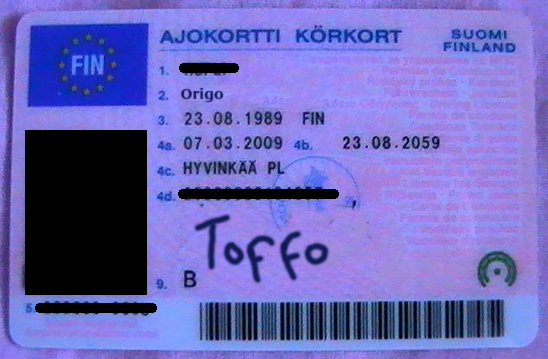 FIN
AJOKORTTI KÖRKORT
SUOMI
FINLAND
1.
2. Origo
3. 23.08.1989 FIN
4a. 07.03.2009 4b. 23.08.2059
4c. HYVINKÄÄ PL
4d.
Toffo
9. B
5.